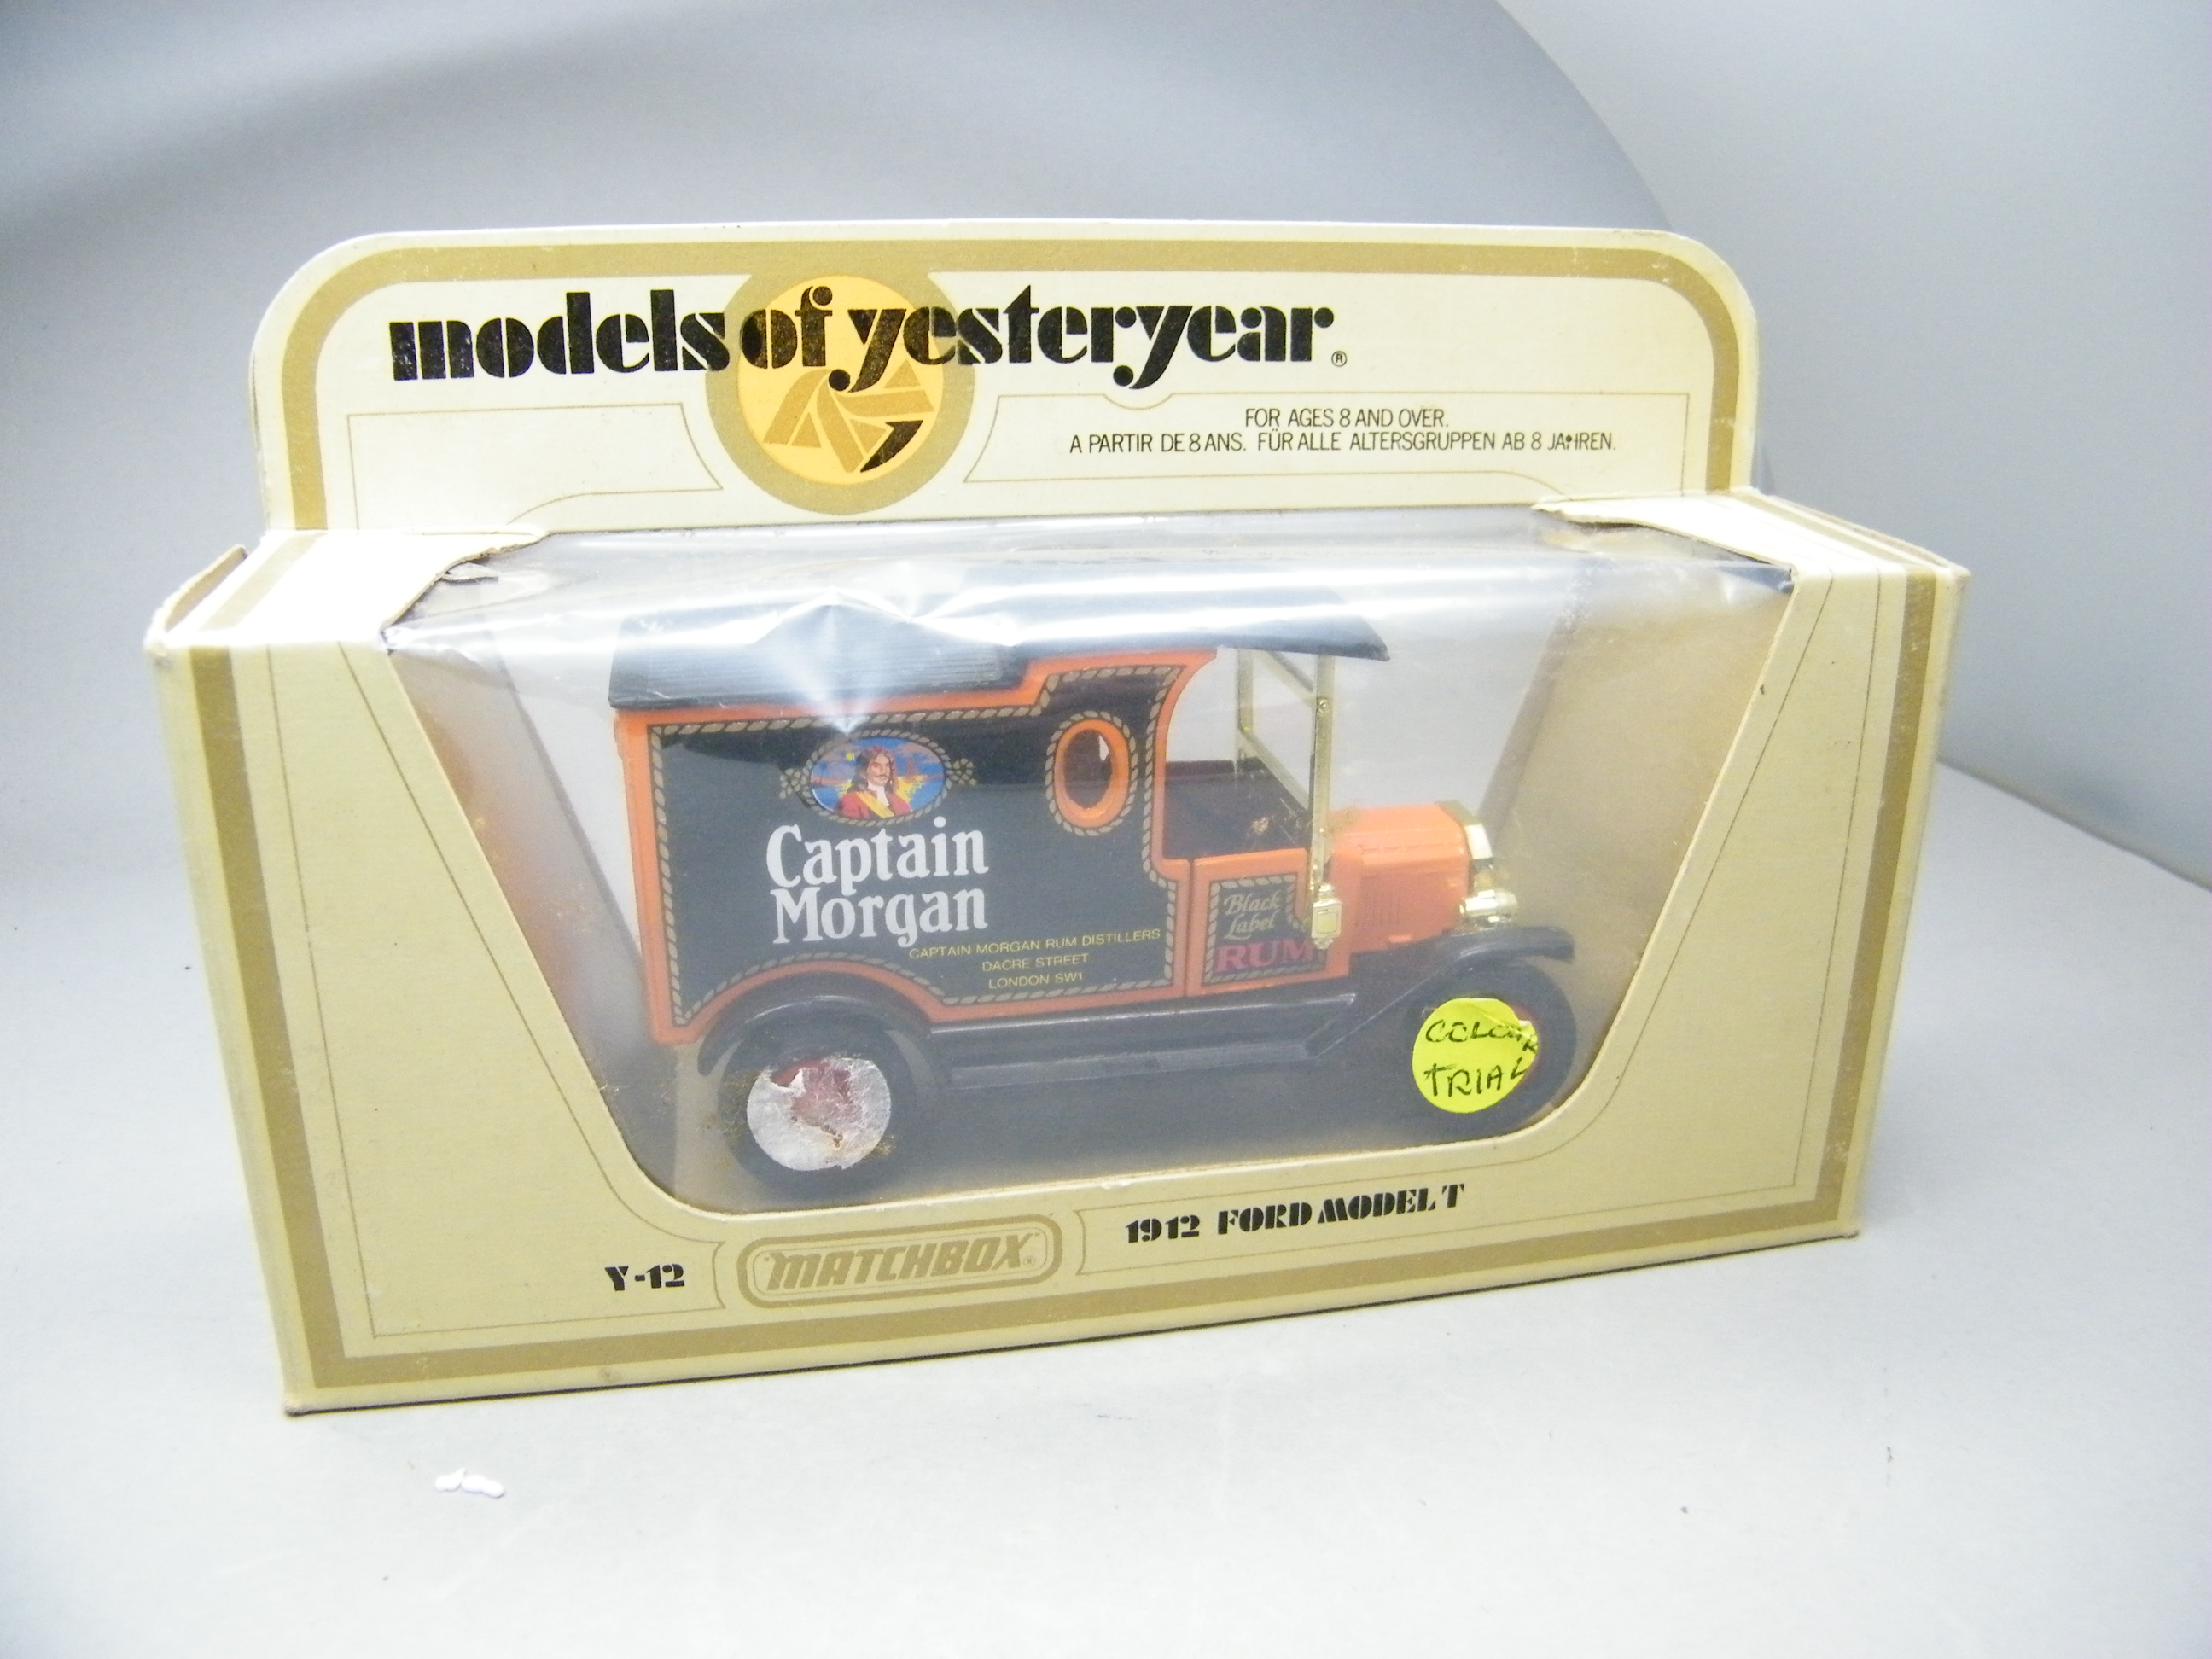 models of yesteryear®
FOR AGES 8 AND OVER.
A PARTIR DE 8 ANS. FÜR ALLE ALTERSGRUPPEN AB 8 JAHREN.
Captain
Morgan
CAPTAIN MORGAN RUM DISTILLERS
DACRE STREET
LONDON SW1
Black
Label
RUM
COLOUR
TRIAL
Y-12
"MATCHBOX"®
1912 FORD MODEL T